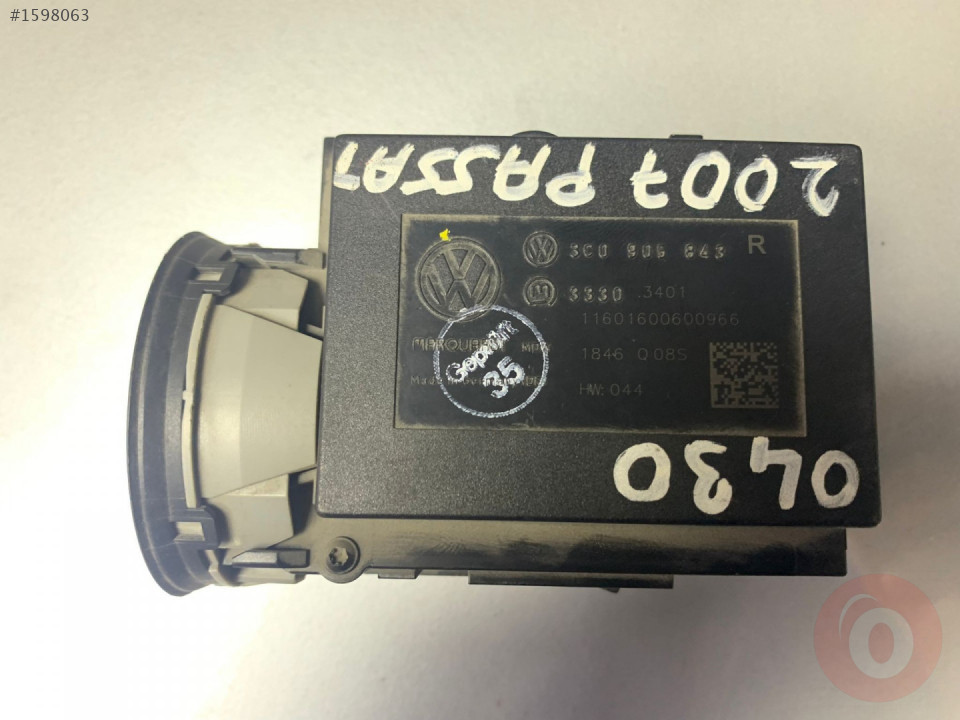 #1598063
2007 PASSAT
3C0 905 843 R
3330 .3401
11601600600966
MARQUARDT
1846 Q 08S
HW: 044
35
0430